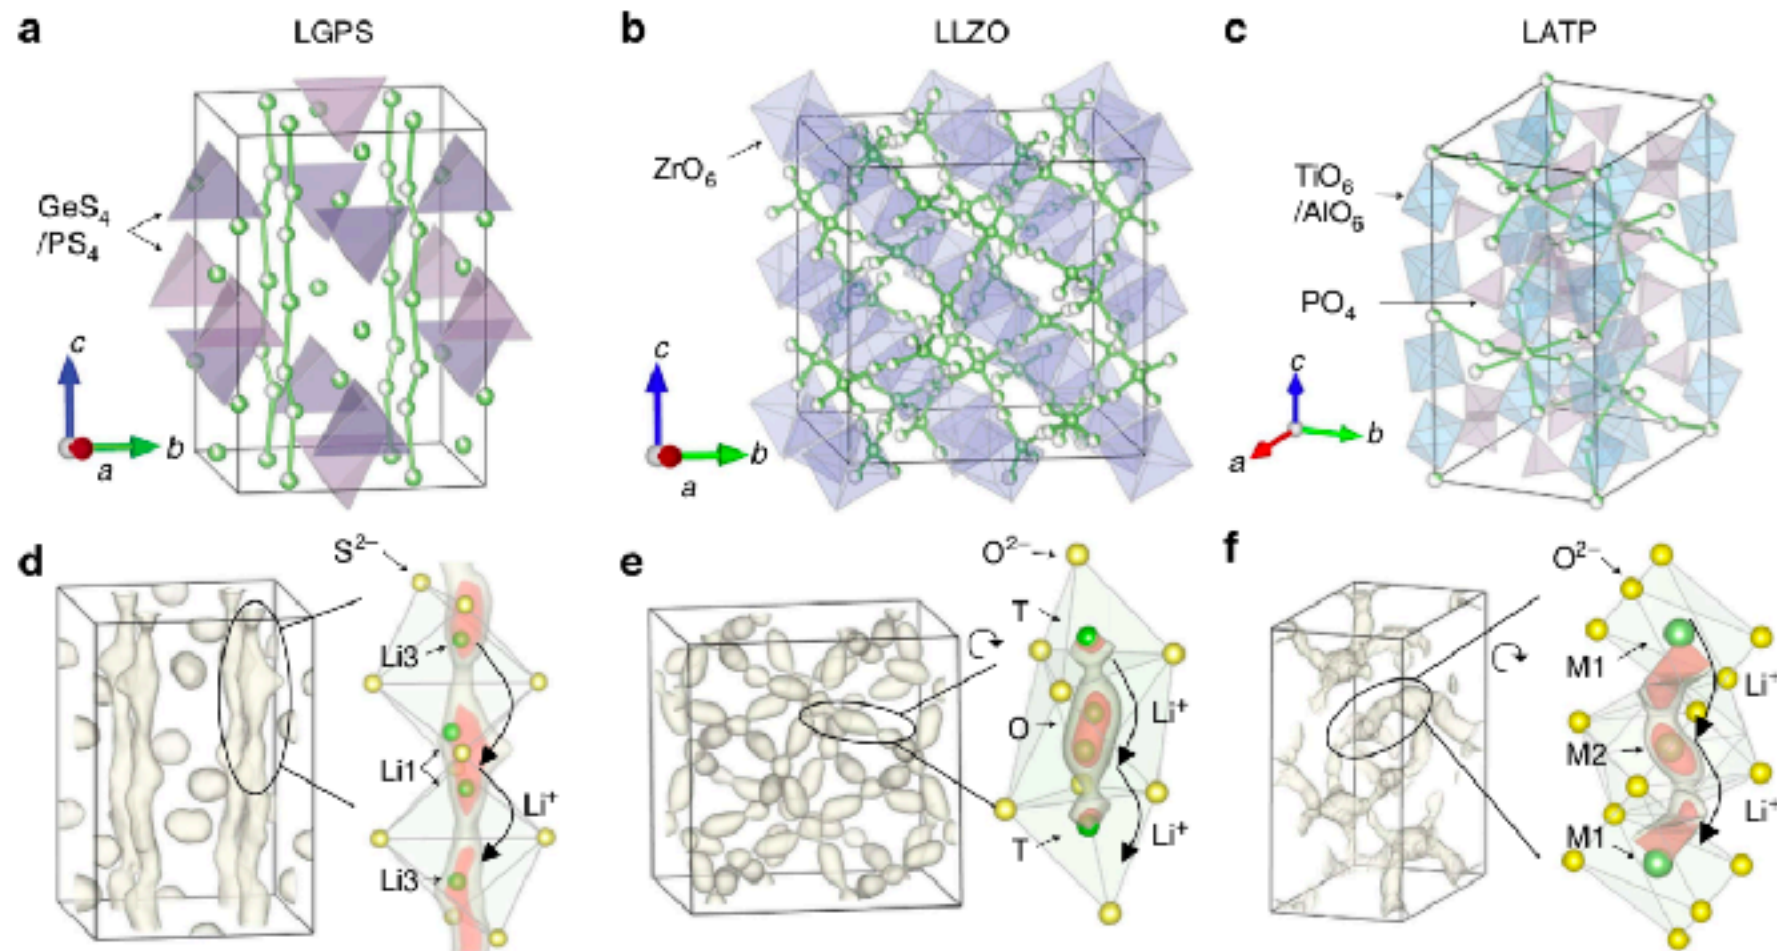 a LGPS
b LLZO
c LATP
GeS₄
/PS₄
ZrO₆
TiO₆
/AlO₆
PO₄
c
b
a
c
b
a
c
b
a
d
S²⁻
Li3
Li1
Li⁺
Li3
e
O²⁻
T
O
Li⁺
T
Li⁺
f
O²⁻
M1
Li⁺
M2
Li⁺
M1